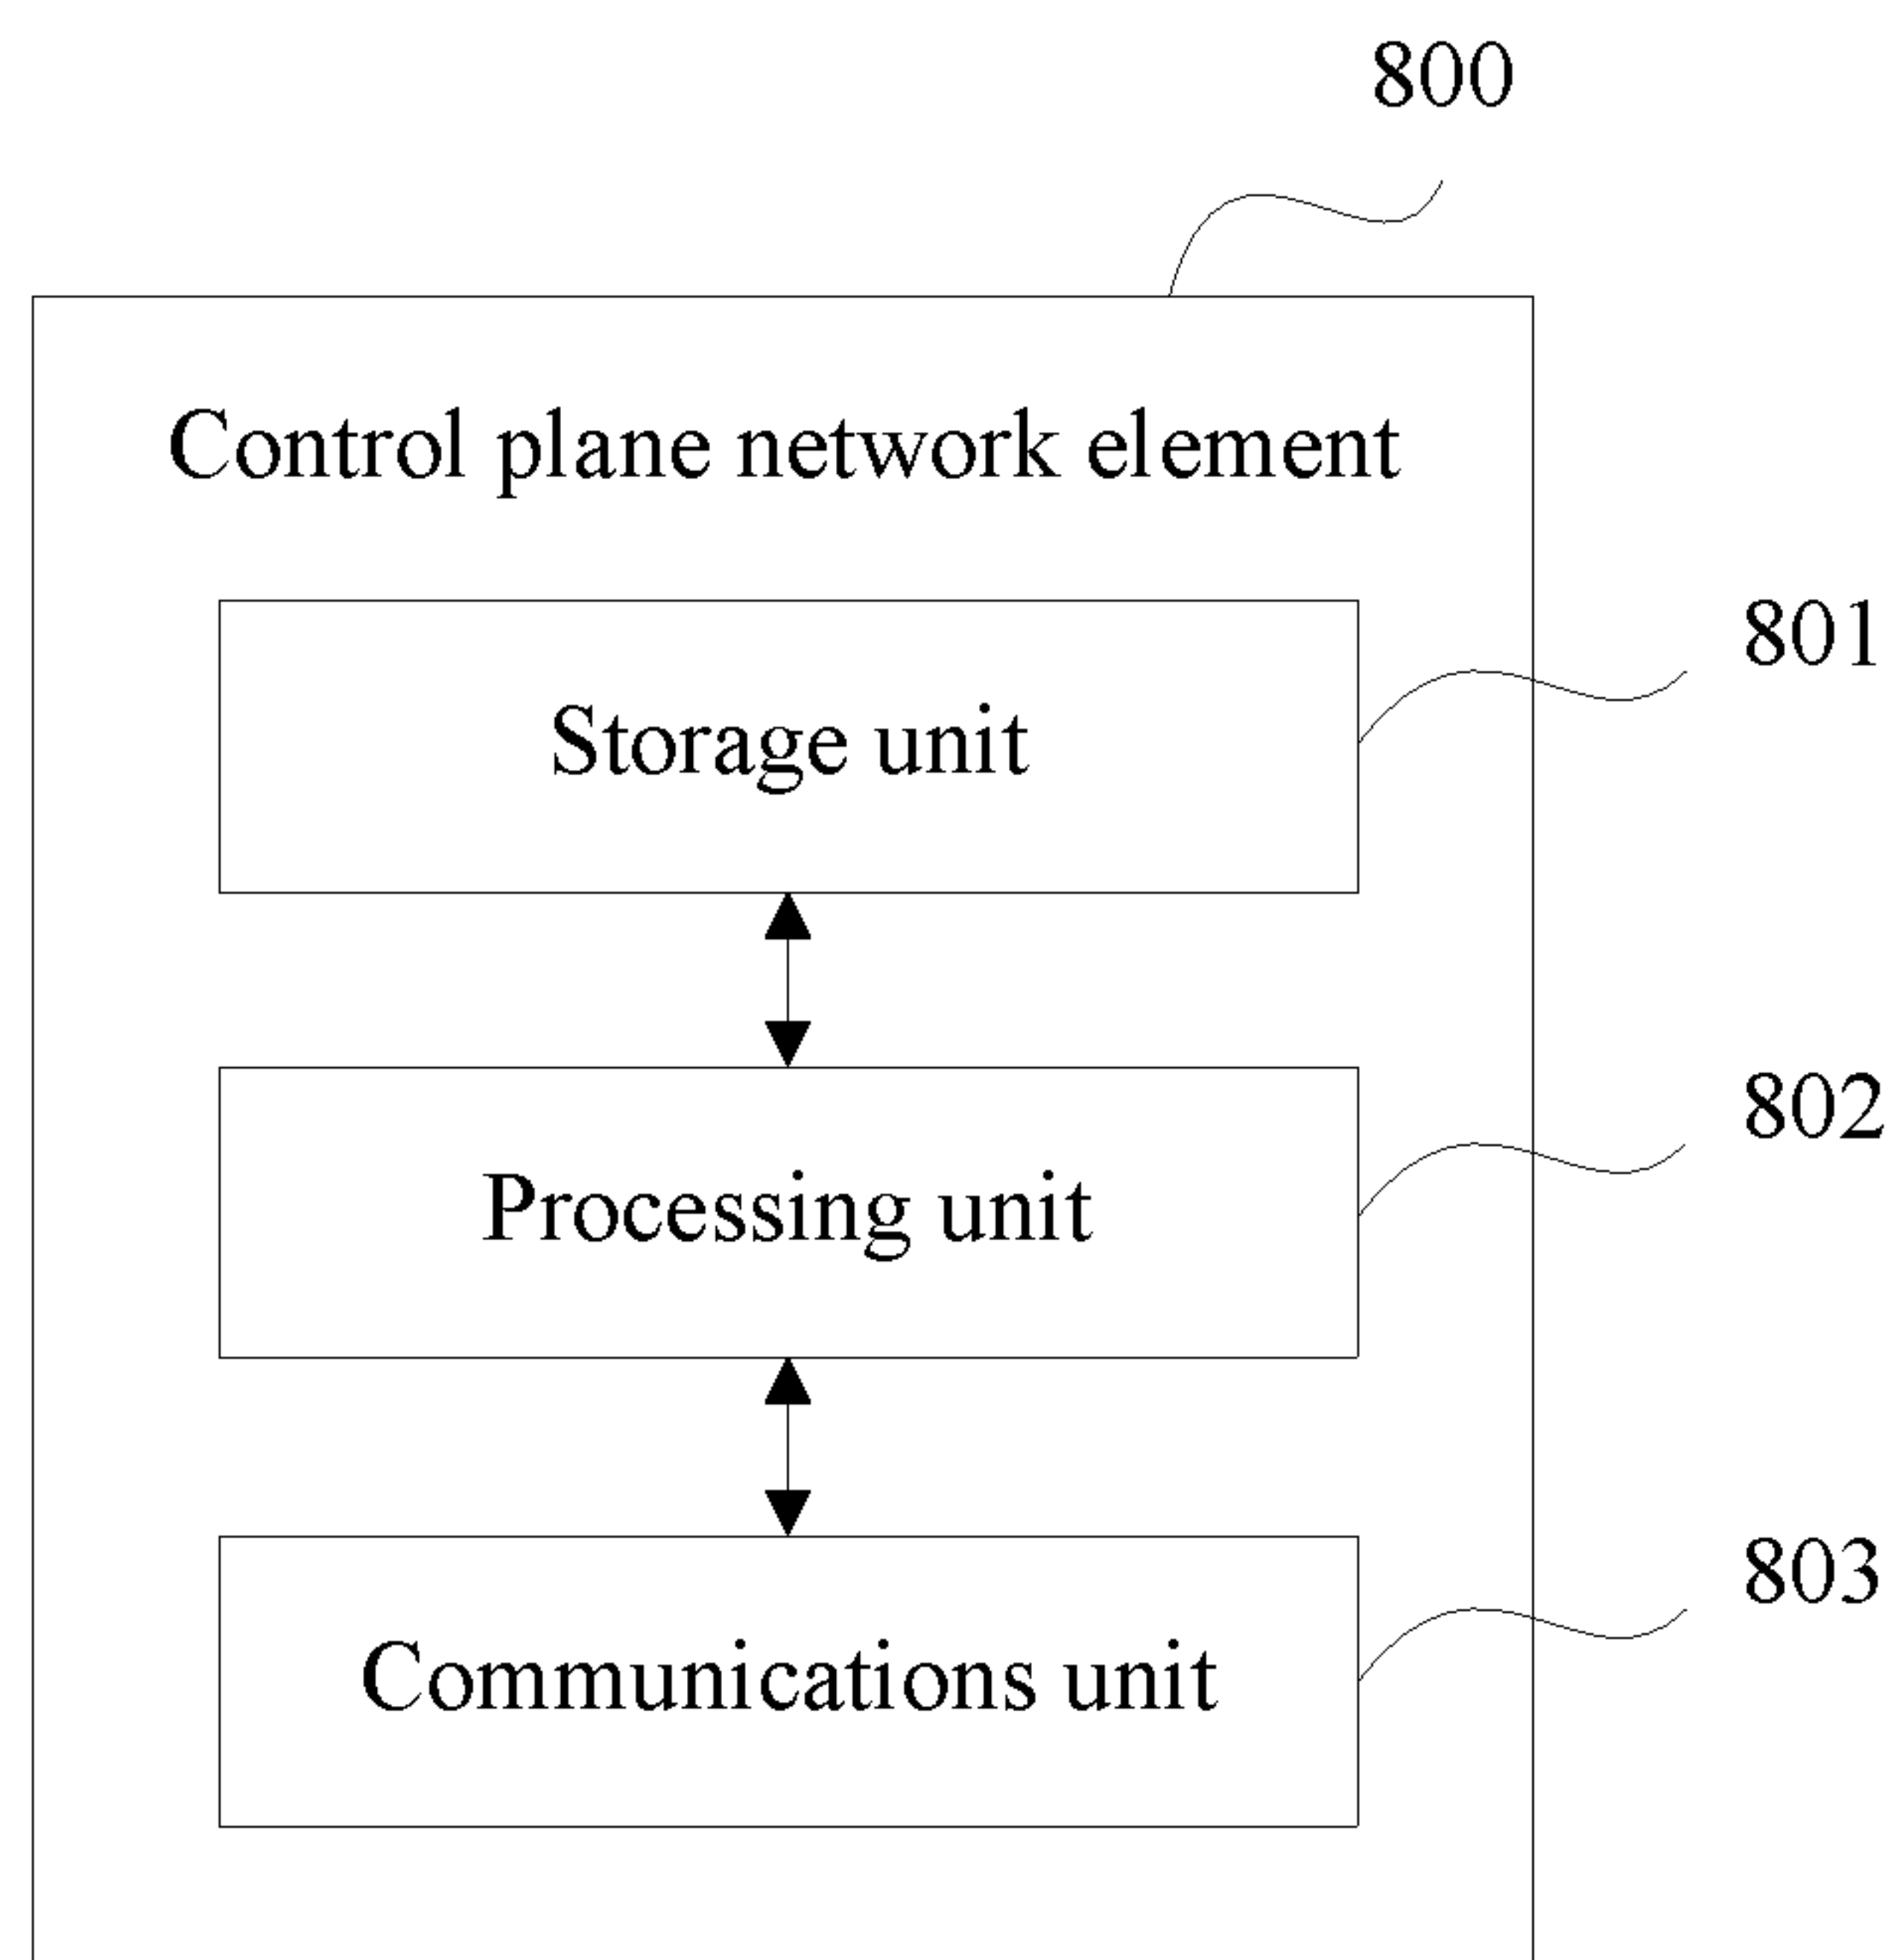 800
Control plane network element
801
Storage unit
802
Processing unit
803
Communications unit